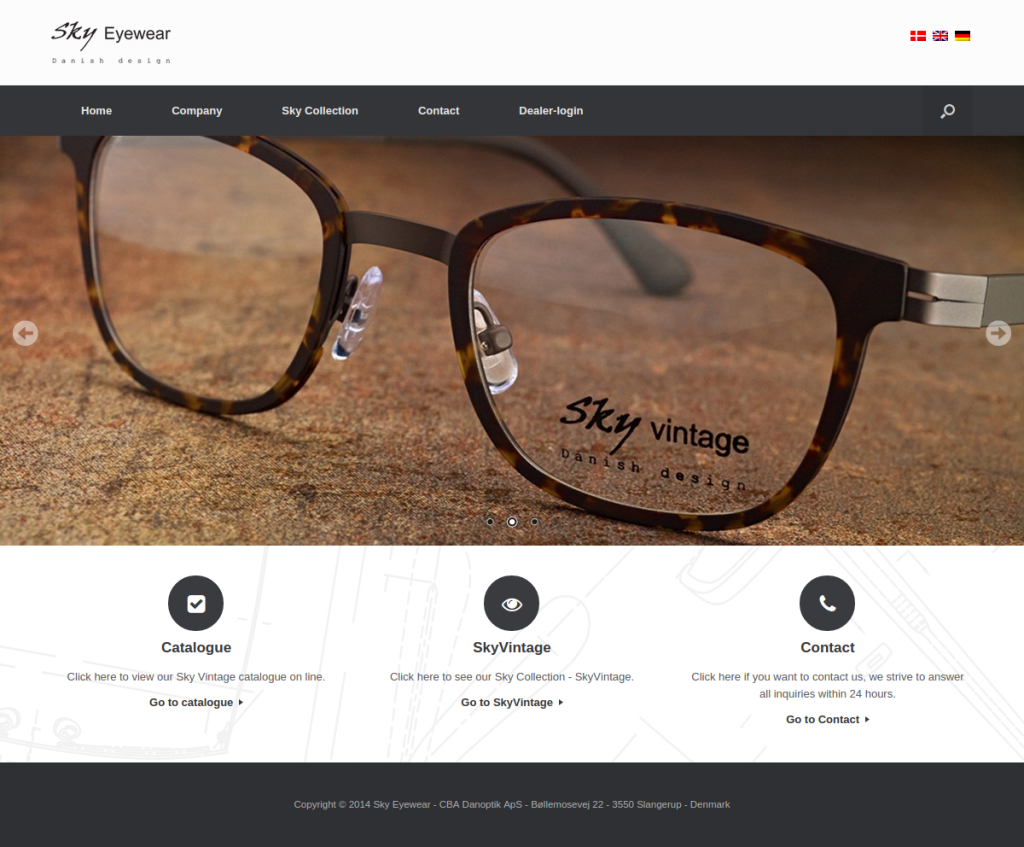 Sky Eyewear
Danish design
Home Company Sky Collection Contact Dealer-login
Sky vintage
Danish design
Catalogue
Click here to view our Sky Vintage catalogue on line.
Go to catalogue
SkyVintage
Click here to see our Sky Collection - SkyVintage.
Go to SkyVintage
Contact
Click here if you want to contact us, we strive to answer
all inquiries within 24 hours.
Go to Contact
Copyright © 2014 Sky Eyewear - CBA Danoptik ApS - Bøllemosevej 22 - 3550 Slangerup - Denmark